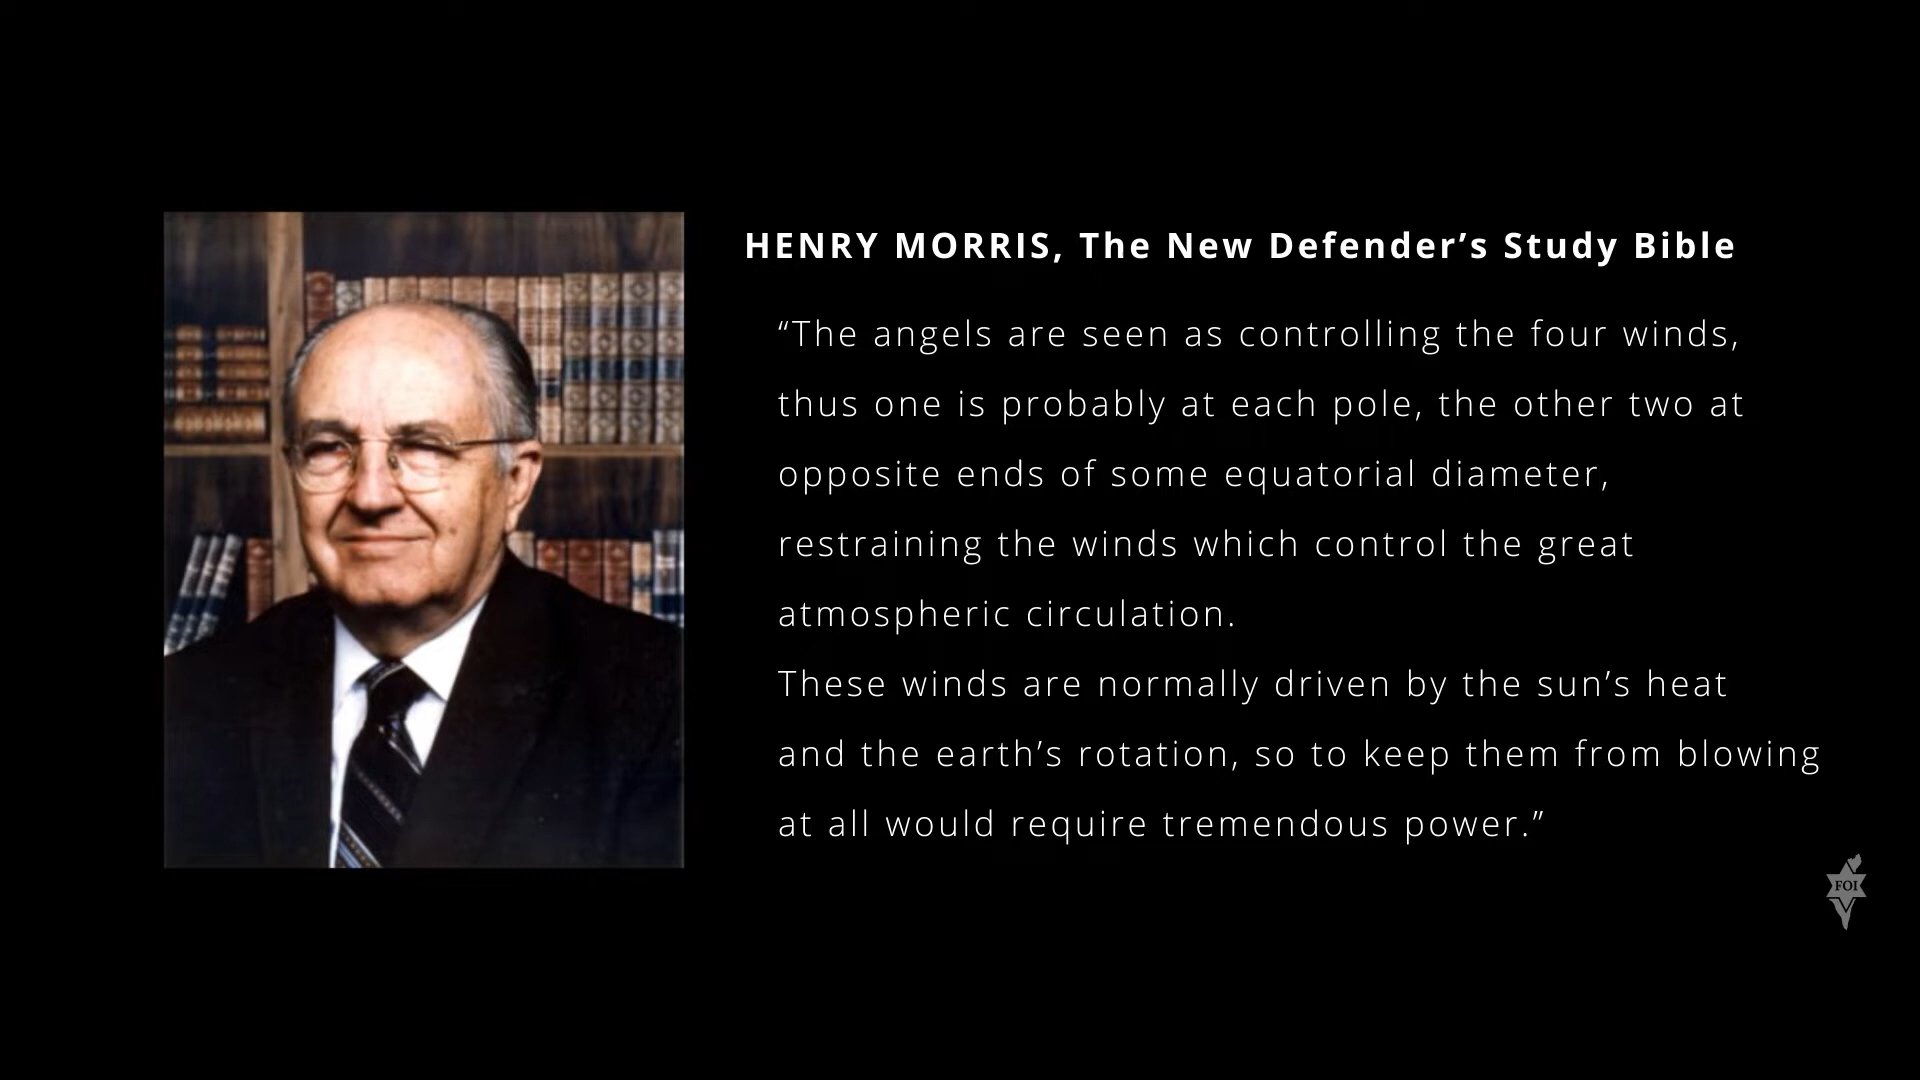 HENRY MORRIS, The New Defender’s Study Bible
“The angels are seen as controlling the four winds,
thus one is probably at each pole, the other two at
opposite ends of some equatorial diameter,
restraining the winds which control the great
atmospheric circulation.
These winds are normally driven by the sun’s heat
and the earth’s rotation, so to keep them from blowing
at all would require tremendous power.”
FOI